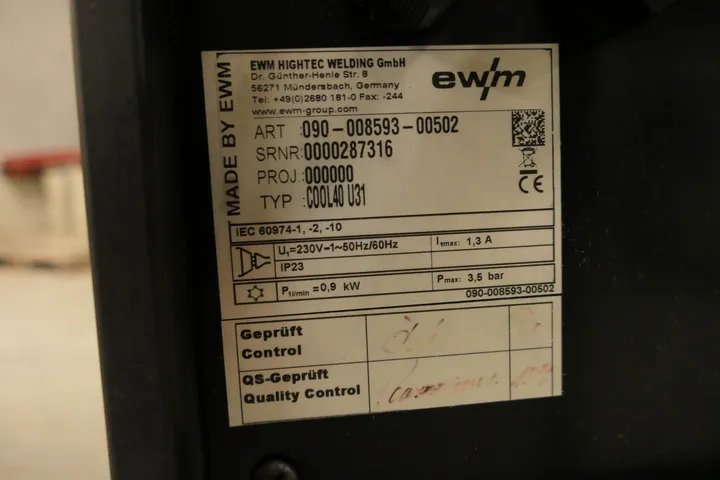 MADE BY EWM
EWM HIGHTEC WELDING GmbH
Dr. Günther-Henle Str. 8
56271 Mündersbach, Germany
Tel: +49(0)2680 181-0 Fax: -244
www.ewm-group.com
ewm
ART :090-008593-00502
SRNR:0000287316
PROJ:000000
TYP :COOL40 U31
CE
IEC 60974-1, -2, -10
U1=230V-1~50Hz/60Hz
I1max: 1,3 A
IP23
P1l/min =0,9 kW
Pmax: 3,5 bar
090-008593-00502
Geprüft
Control
QS-Geprüft
Quality Control